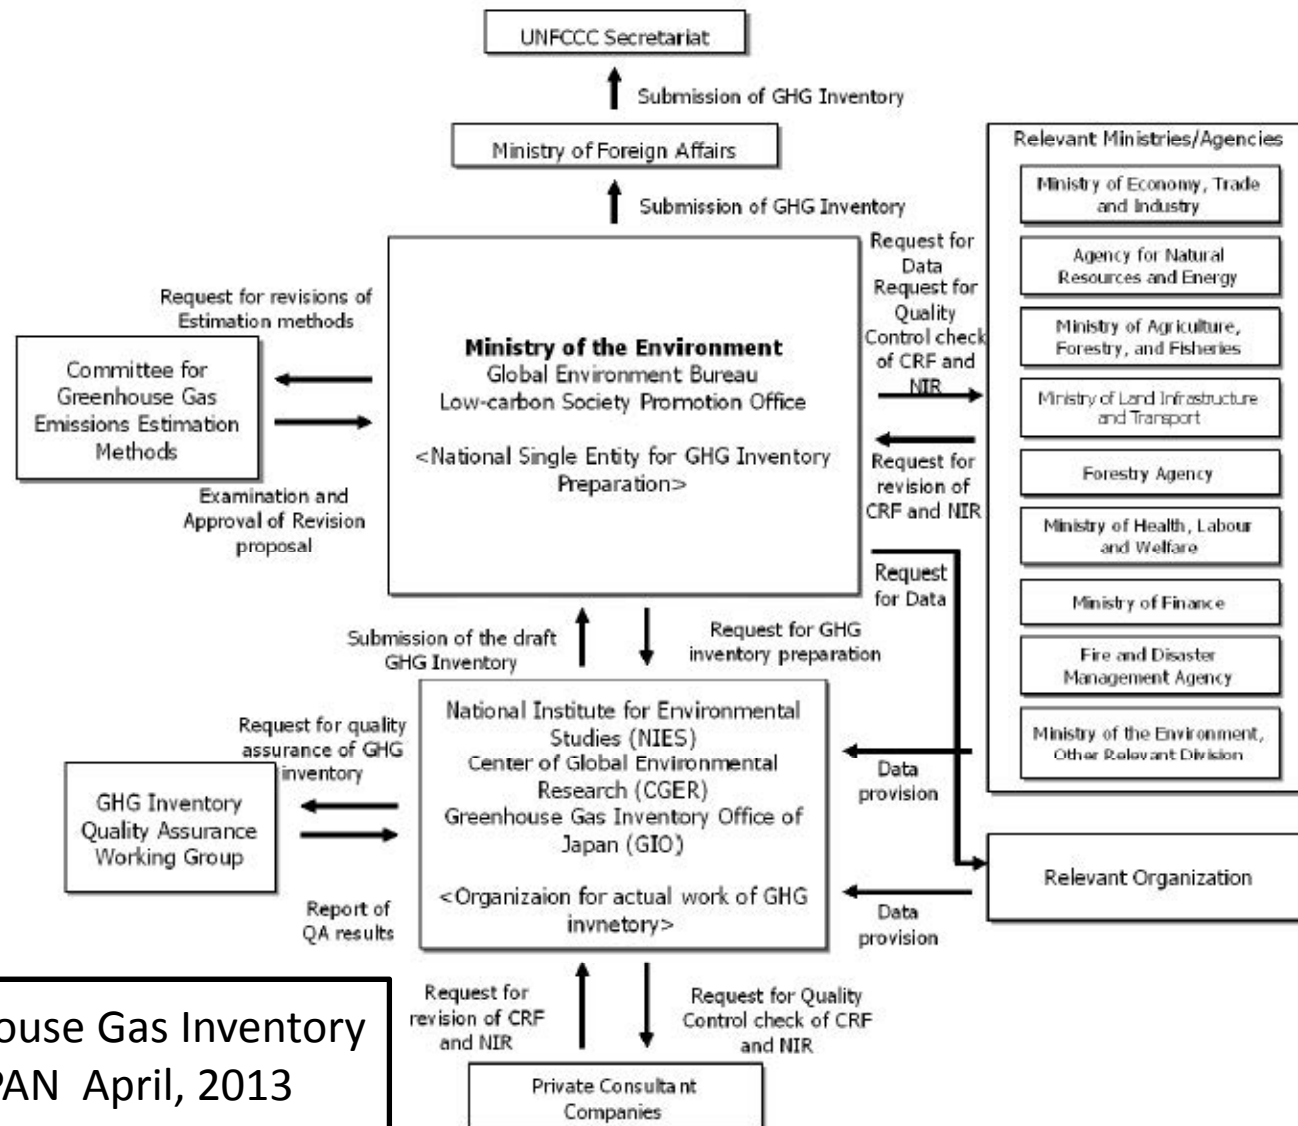 UNFCCC Secretariat
Submission of GHG Inventory
Ministry of Foreign Affairs
Submission of GHG Inventory
Relevant Ministries/Agencies
Ministry of Economy, Trade
and Industry
Agency for Natural
Resources and Energy
Ministry of Agriculture,
Forestry, and Fisheries
Ministry of Land Infrastructure
and Transport
Forestry Agency
Ministry of Health, Labour
and Welfare
Ministry of Finance
Fire and Disaster
Management Agency
Ministry of the Environment,
Other Relevant Division
Request for
Data
Request for
Quality
Control check
of CRF and
NIR
Request for
revision of
CRF and NIR
Request for revisions of
Estimation methods
Committee for
Greenhouse Gas
Emissions Estimation
Methods
Examination and
Approval of Revision
proposal
Ministry of the Environment
Global Environment Bureau
Low-carbon Society Promotion Office
<National Single Entity for GHG Inventory
Preparation>
Request
for Data
Submission of the draft
GHG Inventory
Request for GHG
inventory preparation
National Institute for Environmental
Studies (NIES)
Center of Global Environmental
Research (CGER)
Greenhouse Gas Inventory Office of
Japan (GIO)
<Organizaion for actual work of GHG
invnetory>
Request for quality
assurance of GHG
inventory
GHG Inventory
Quality Assurance
Working Group
Report of
QA results
Data
provision
Relevant Organization
Data
provision
Request for
revision of CRF
and NIR
Request for Quality
Control check of CRF
and NIR
Private Consultant
Companies
ouse Gas Inventory
PAN April, 2013